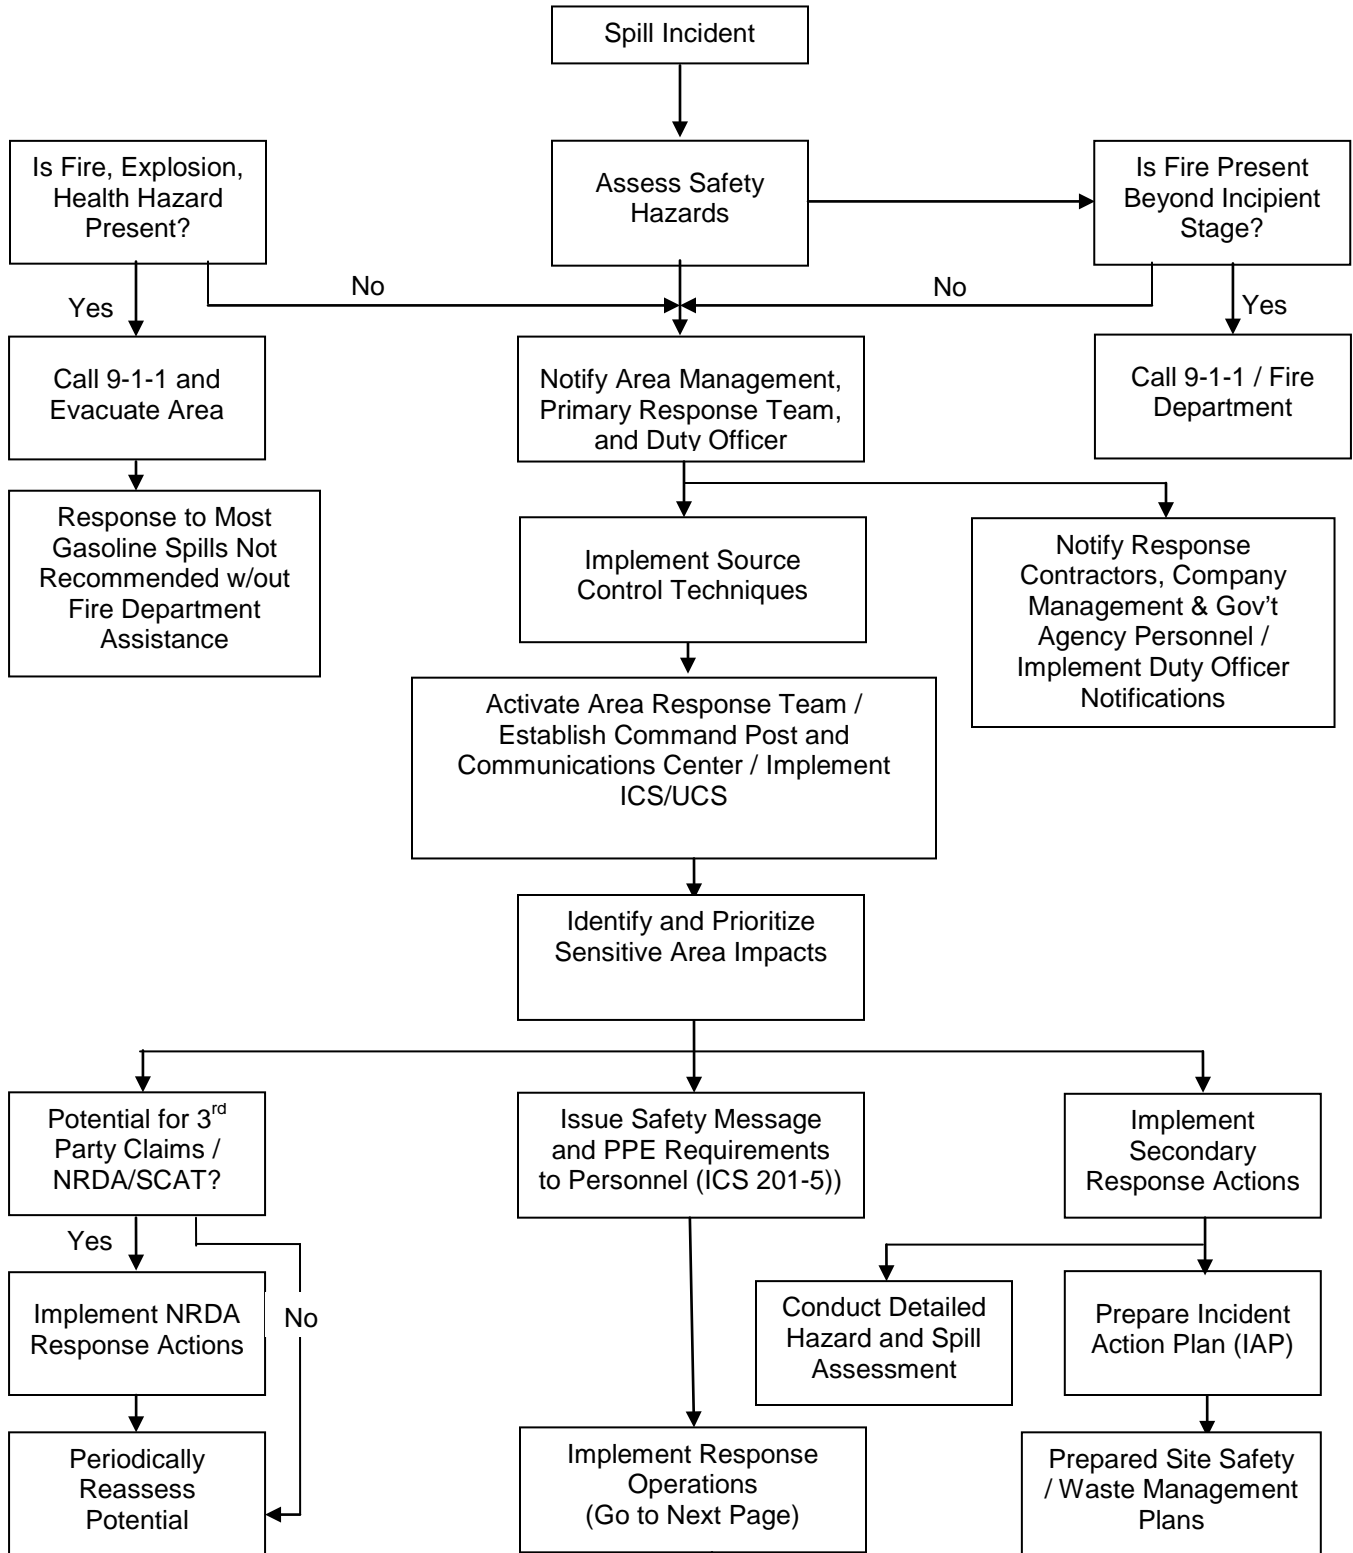 Spill Incident
Is Fire, Explosion,
Health Hazard
Present?
Assess Safety
Hazards
Is Fire Present
Beyond Incipient
Stage?
No
No
Yes
Yes
Call 9-1-1 and
Evacuate Area
Notify Area Management,
Primary Response Team,
and Duty Officer
Call 9-1-1 / Fire
Department
Response to Most
Gasoline Spills Not
Recommended w/out
Fire Department
Assistance
Implement Source
Control Techniques
Notify Response
Contractors, Company
Management & Gov’t
Agency Personnel /
Implement Duty Officer
Notifications
Activate Area Response Team /
Establish Command Post and
Communications Center / Implement
ICS/UCS
Identify and Prioritize
Sensitive Area Impacts
Potential for 3rd
Party Claims /
NRDA/SCAT?
Issue Safety Message
and PPE Requirements
to Personnel (ICS 201-5))
Implement
Secondary
Response Actions
Yes
No
Implement NRDA
Response Actions
Conduct Detailed
Hazard and Spill
Assessment
Prepare Incident
Action Plan (IAP)
Periodically
Reassess
Potential
Implement Response
Operations
(Go to Next Page)
Prepared Site Safety
/ Waste Management
Plans